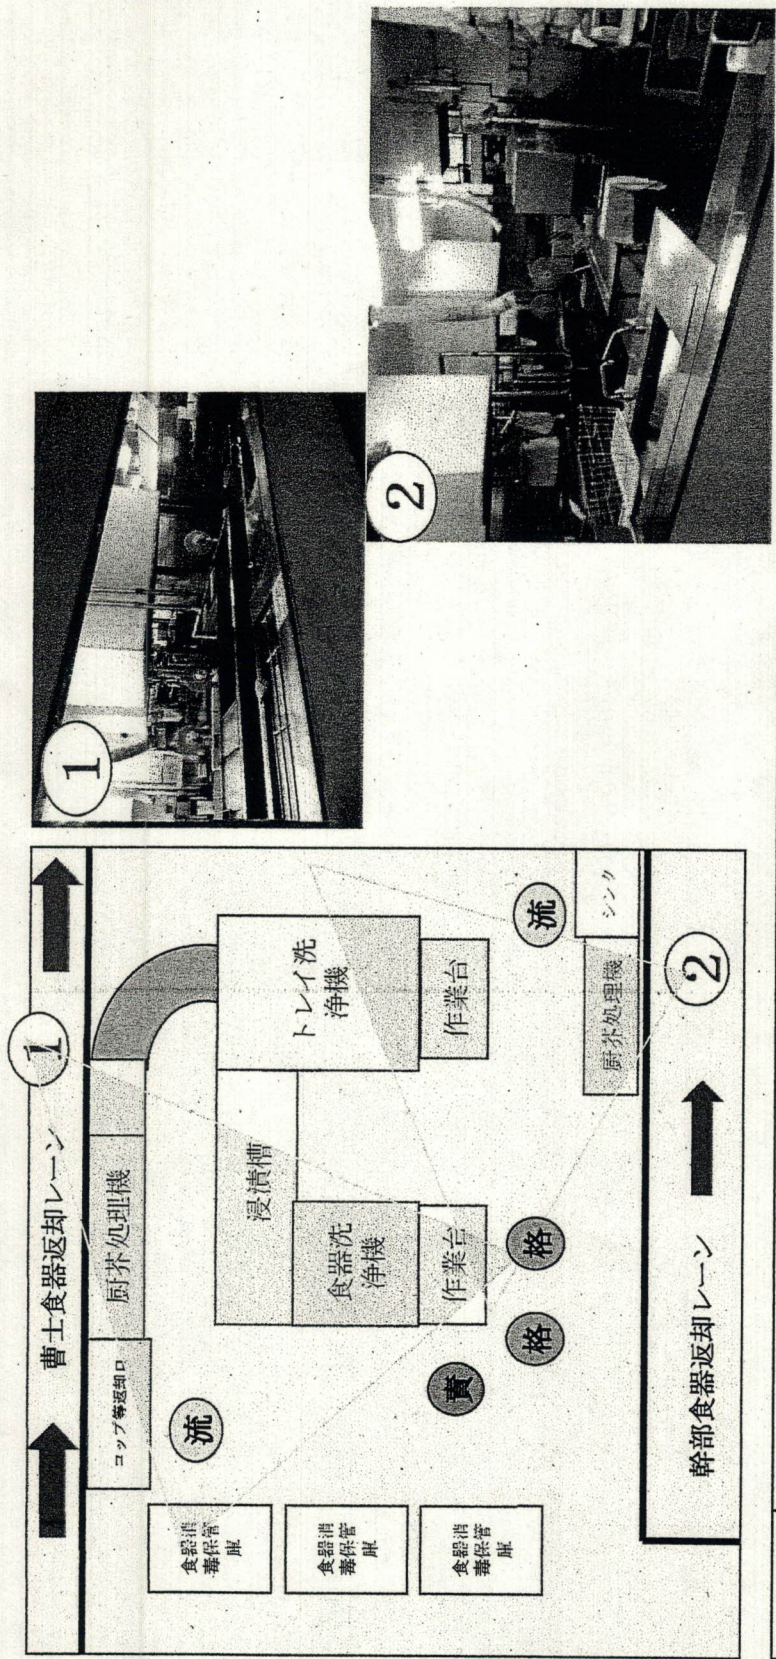 曹士食器返却レーン
1
コップ等返却口
厨芥処理機
流
食器消
毒保管
庫
食器消
毒保管
庫
食器消
毒保管
庫
浸漬槽
食器洗
浄機
作業台
トレイ洗
浄機
作業台
責
格
格
流
シンク
厨芥処理機
幹部食器返却レーン
2
1
2